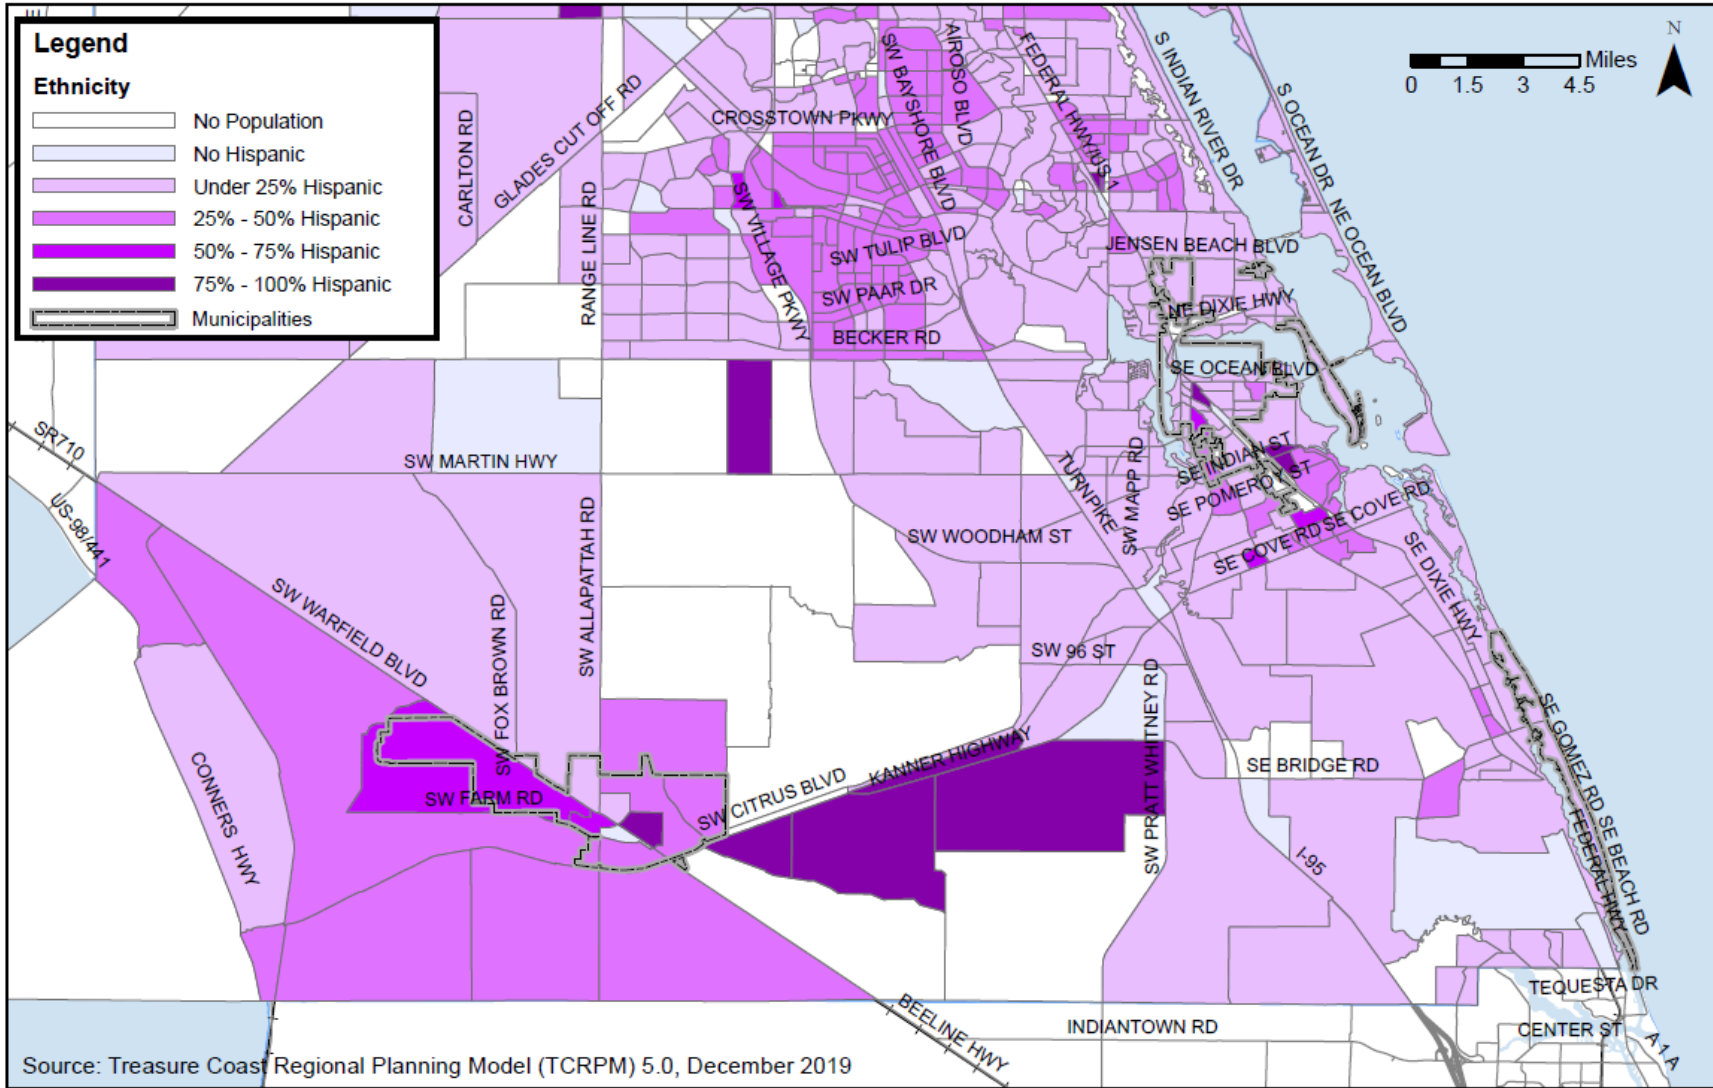 Legend
Ethnicity
No Population
No Hispanic
Under 25% Hispanic
25% - 50% Hispanic
50% - 75% Hispanic
75% - 100% Hispanic
Municipalities
N
Miles
0 1.5 3 4.5
CARLTON RD
GLADES CUT OFF RD
RANGE LINE RD
CROSSTOWN PKWY
SW BAYSHORE BLVD
AIROSO BLVD
FEDERAL HWY/US-1
S INDIAN RIVER DR
S OCEAN DR
NE OCEAN BLVD
SW VILLAGE PKWY
SW TULIP BLVD
SW PAAR DR
BECKER RD
JENSEN BEACH BLVD
NE DIXIE HWY
SE OCEAN BLVD
SR710
US-98/441
SW MARTIN HWY
SW ALLAPATTAH RD
SW WOODHAM ST
TURNPIKE
SW MAPP RD
SE INDIAN ST
SE POMEROY ST
SE COVE RD
SE COVE RD
SE DIXIE HWY
SW WARFIELD BLVD
SW FOX BROWN RD
SW 96 ST
SW PRATT WHITNEY RD
CONNERS HWY
SW FARM RD
SW CITRUS BLVD
KANNER HIGHWAY
SE BRIDGE RD
SE GOMEZ RD
SE BEACH RD
FEDERAL HWY
I-95
BEELINE HWY
INDIANTOWN RD
TEQUESTA DR
CENTER ST
A 1 A
Source: Treasure Coast Regional Planning Model (TCRPM) 5.0, December 2019